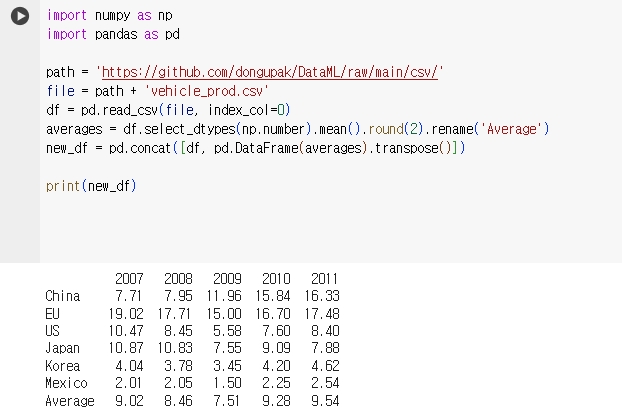 import numpy as np
import pandas as pd
path = 'https://github.com/dongupak/DataML/raw/main/csv/'
file = path + 'vehicle_prod.csv'
df = pd.read_csv(file, index_col=0)
averages = df.select_dtypes(np.number).mean().round(2).rename('Average')
new_df = pd.concat([df, pd.DataFrame(averages).transpose()])
print(new_df)
2007 2008 2009 2010 2011
China 7.71 7.95 11.96 15.84 16.33
EU 19.02 17.71 15.00 16.70 17.48
US 10.47 8.45 5.58 7.60 8.40
Japan 10.87 10.83 7.55 9.09 7.88
Korea 4.04 3.78 3.45 4.20 4.62
Mexico 2.01 2.05 1.50 2.25 2.54
Average 9.02 8.46 7.51 9.28 9.54